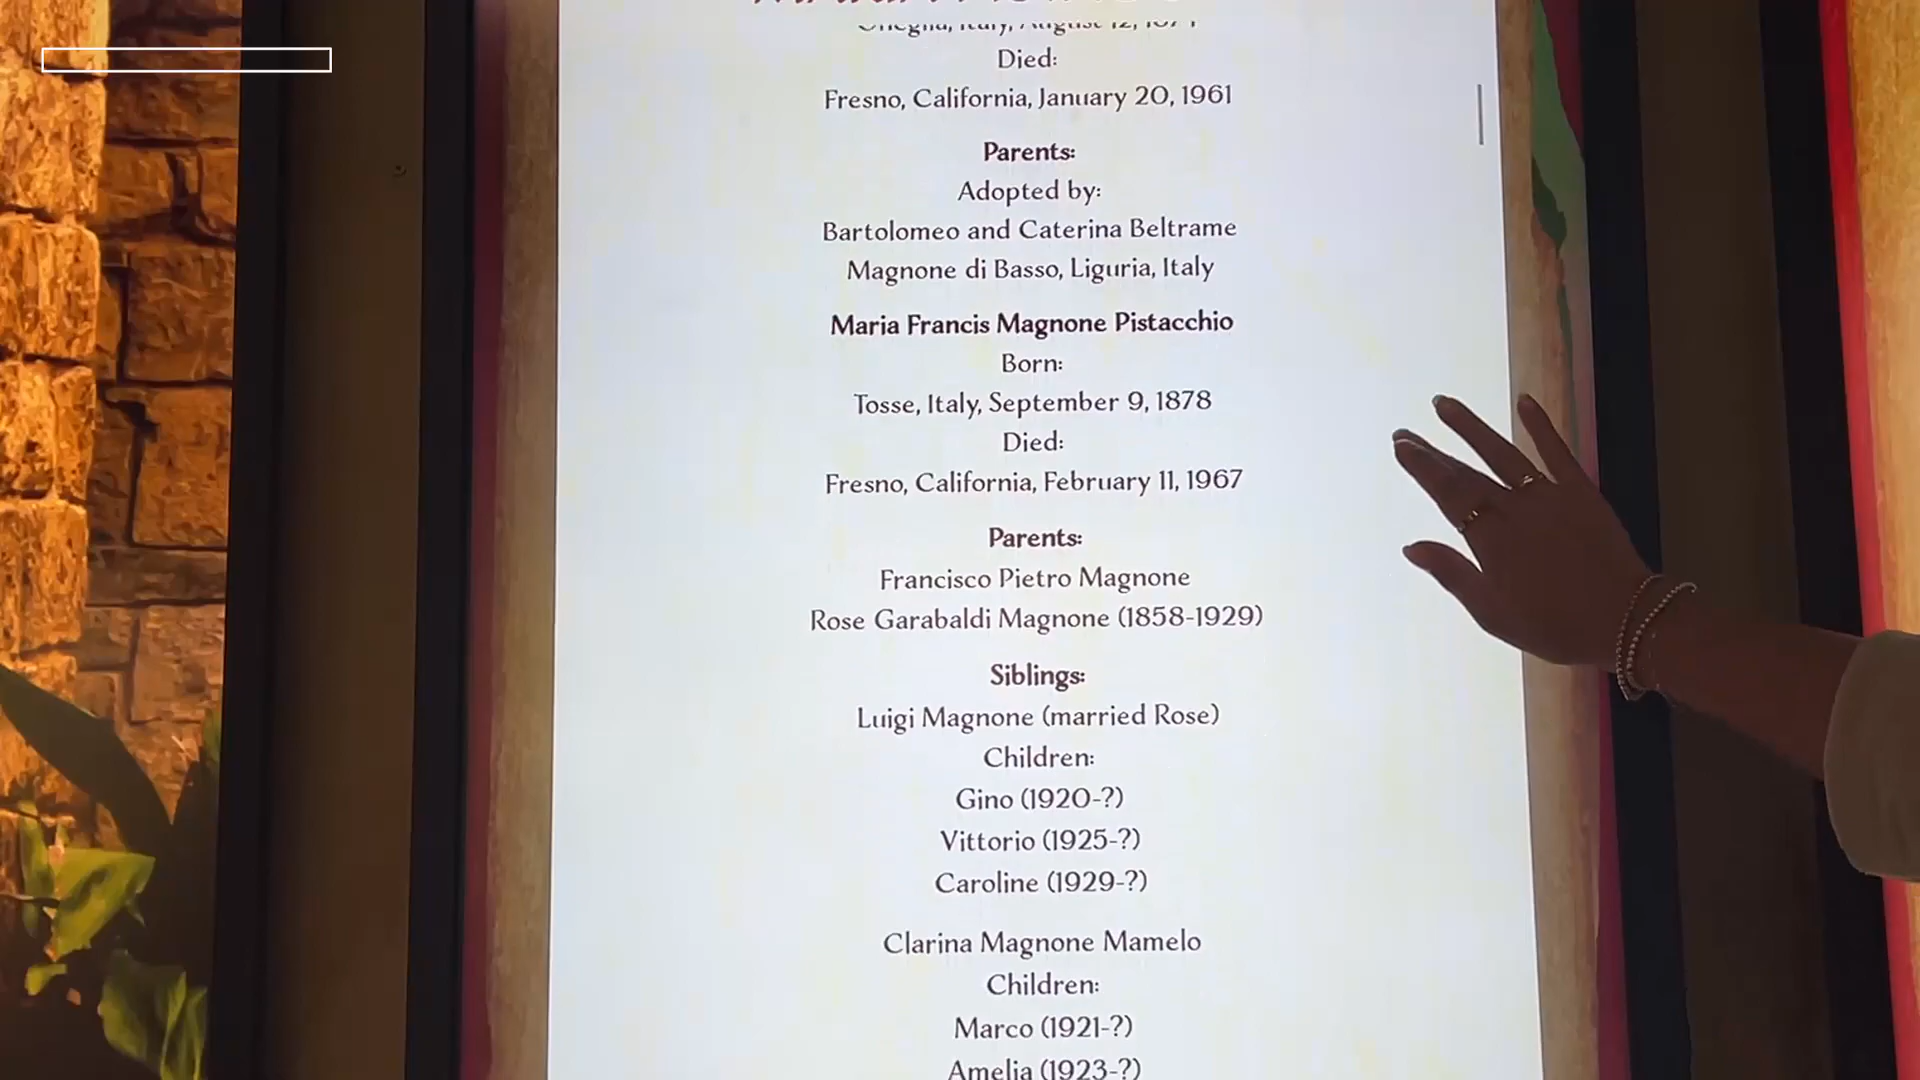 Died:
Fresno, California, January 20, 1961
Parents:
Adopted by:
Bartolomeo and Caterina Beltrame
Magnone di Basso, Liguria, Italy
Maria Francis Magnone Pistacchio
Born:
Tosse, Italy, September 9, 1878
Died:
Fresno, California, February 11, 1967
Parents:
Francisco Pietro Magnone
Rose Garabaldi Magnone (1858-1929)
Siblings:
Luigi Magnone (married Rose)
Children:
Gino (1920-?)
Vittorio (1925-?)
Caroline (1929-?)
Clarina Magnone Mamelo
Children:
Marco (1921-?)
Amelia (1923-?)